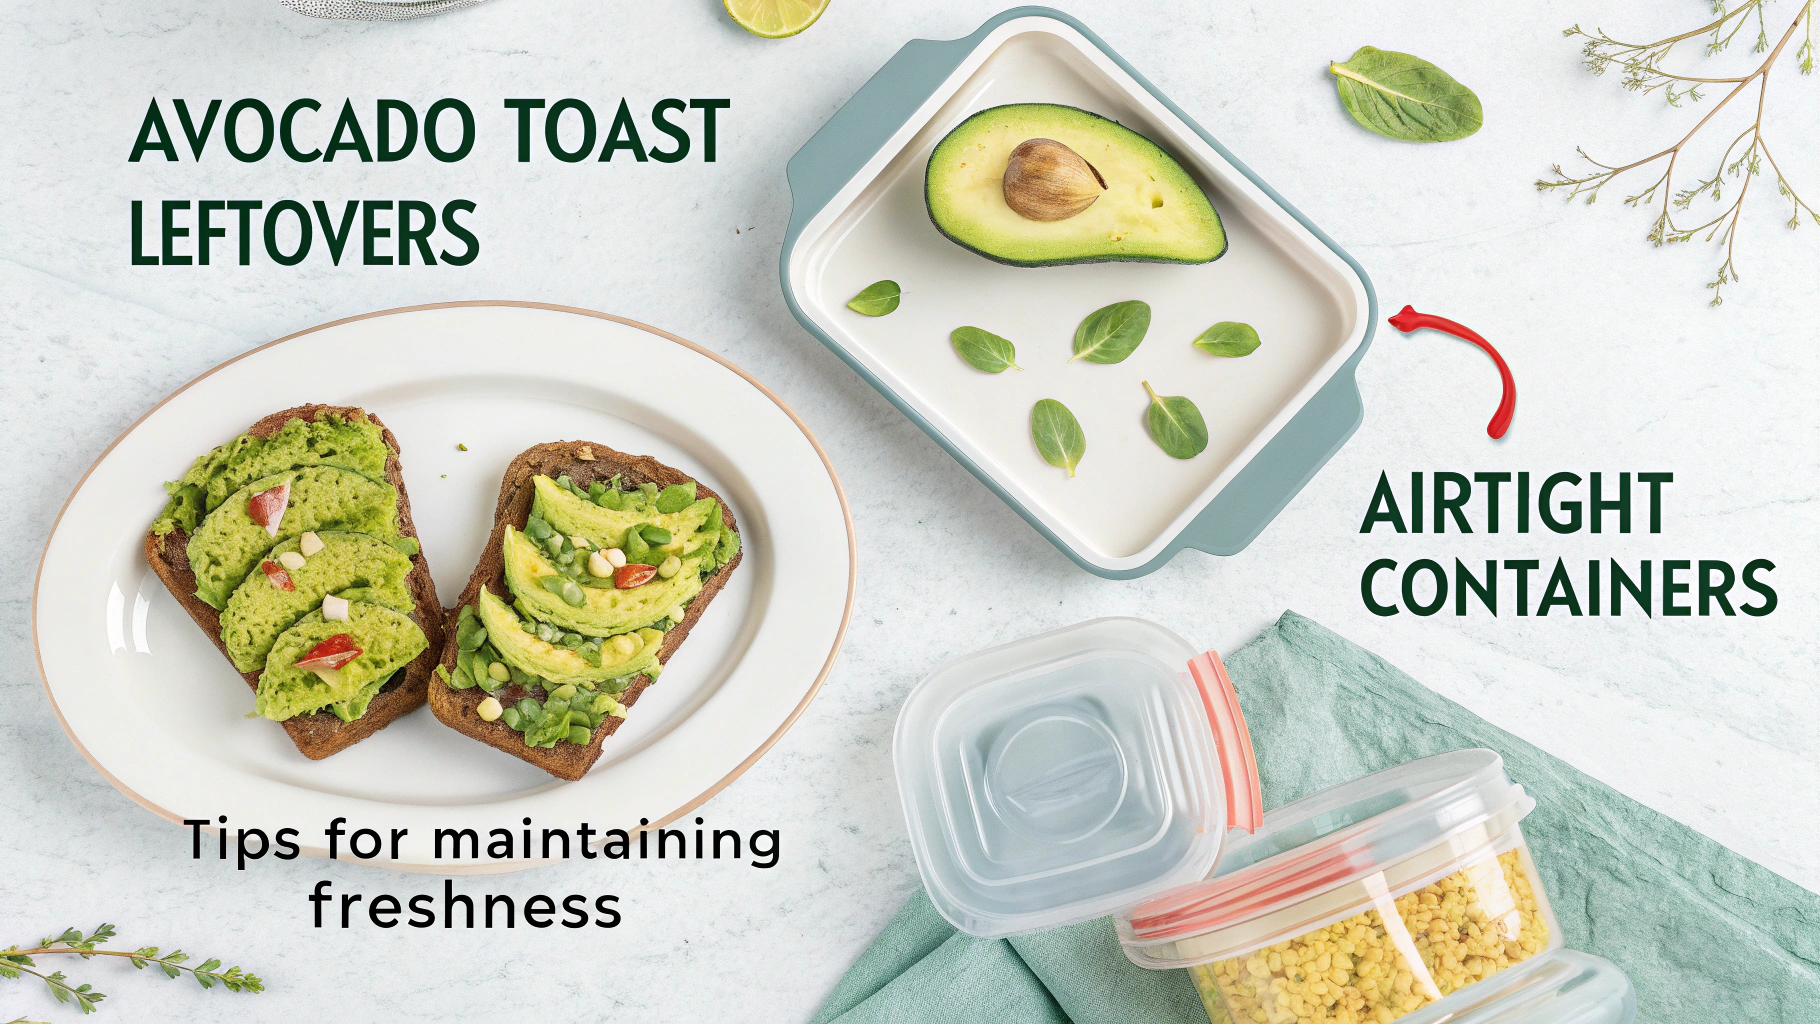 AVOCADO TOAST
LEFTOVERS
AIRTIGHT
CONTAINERS
Tips for maintaining
freshness